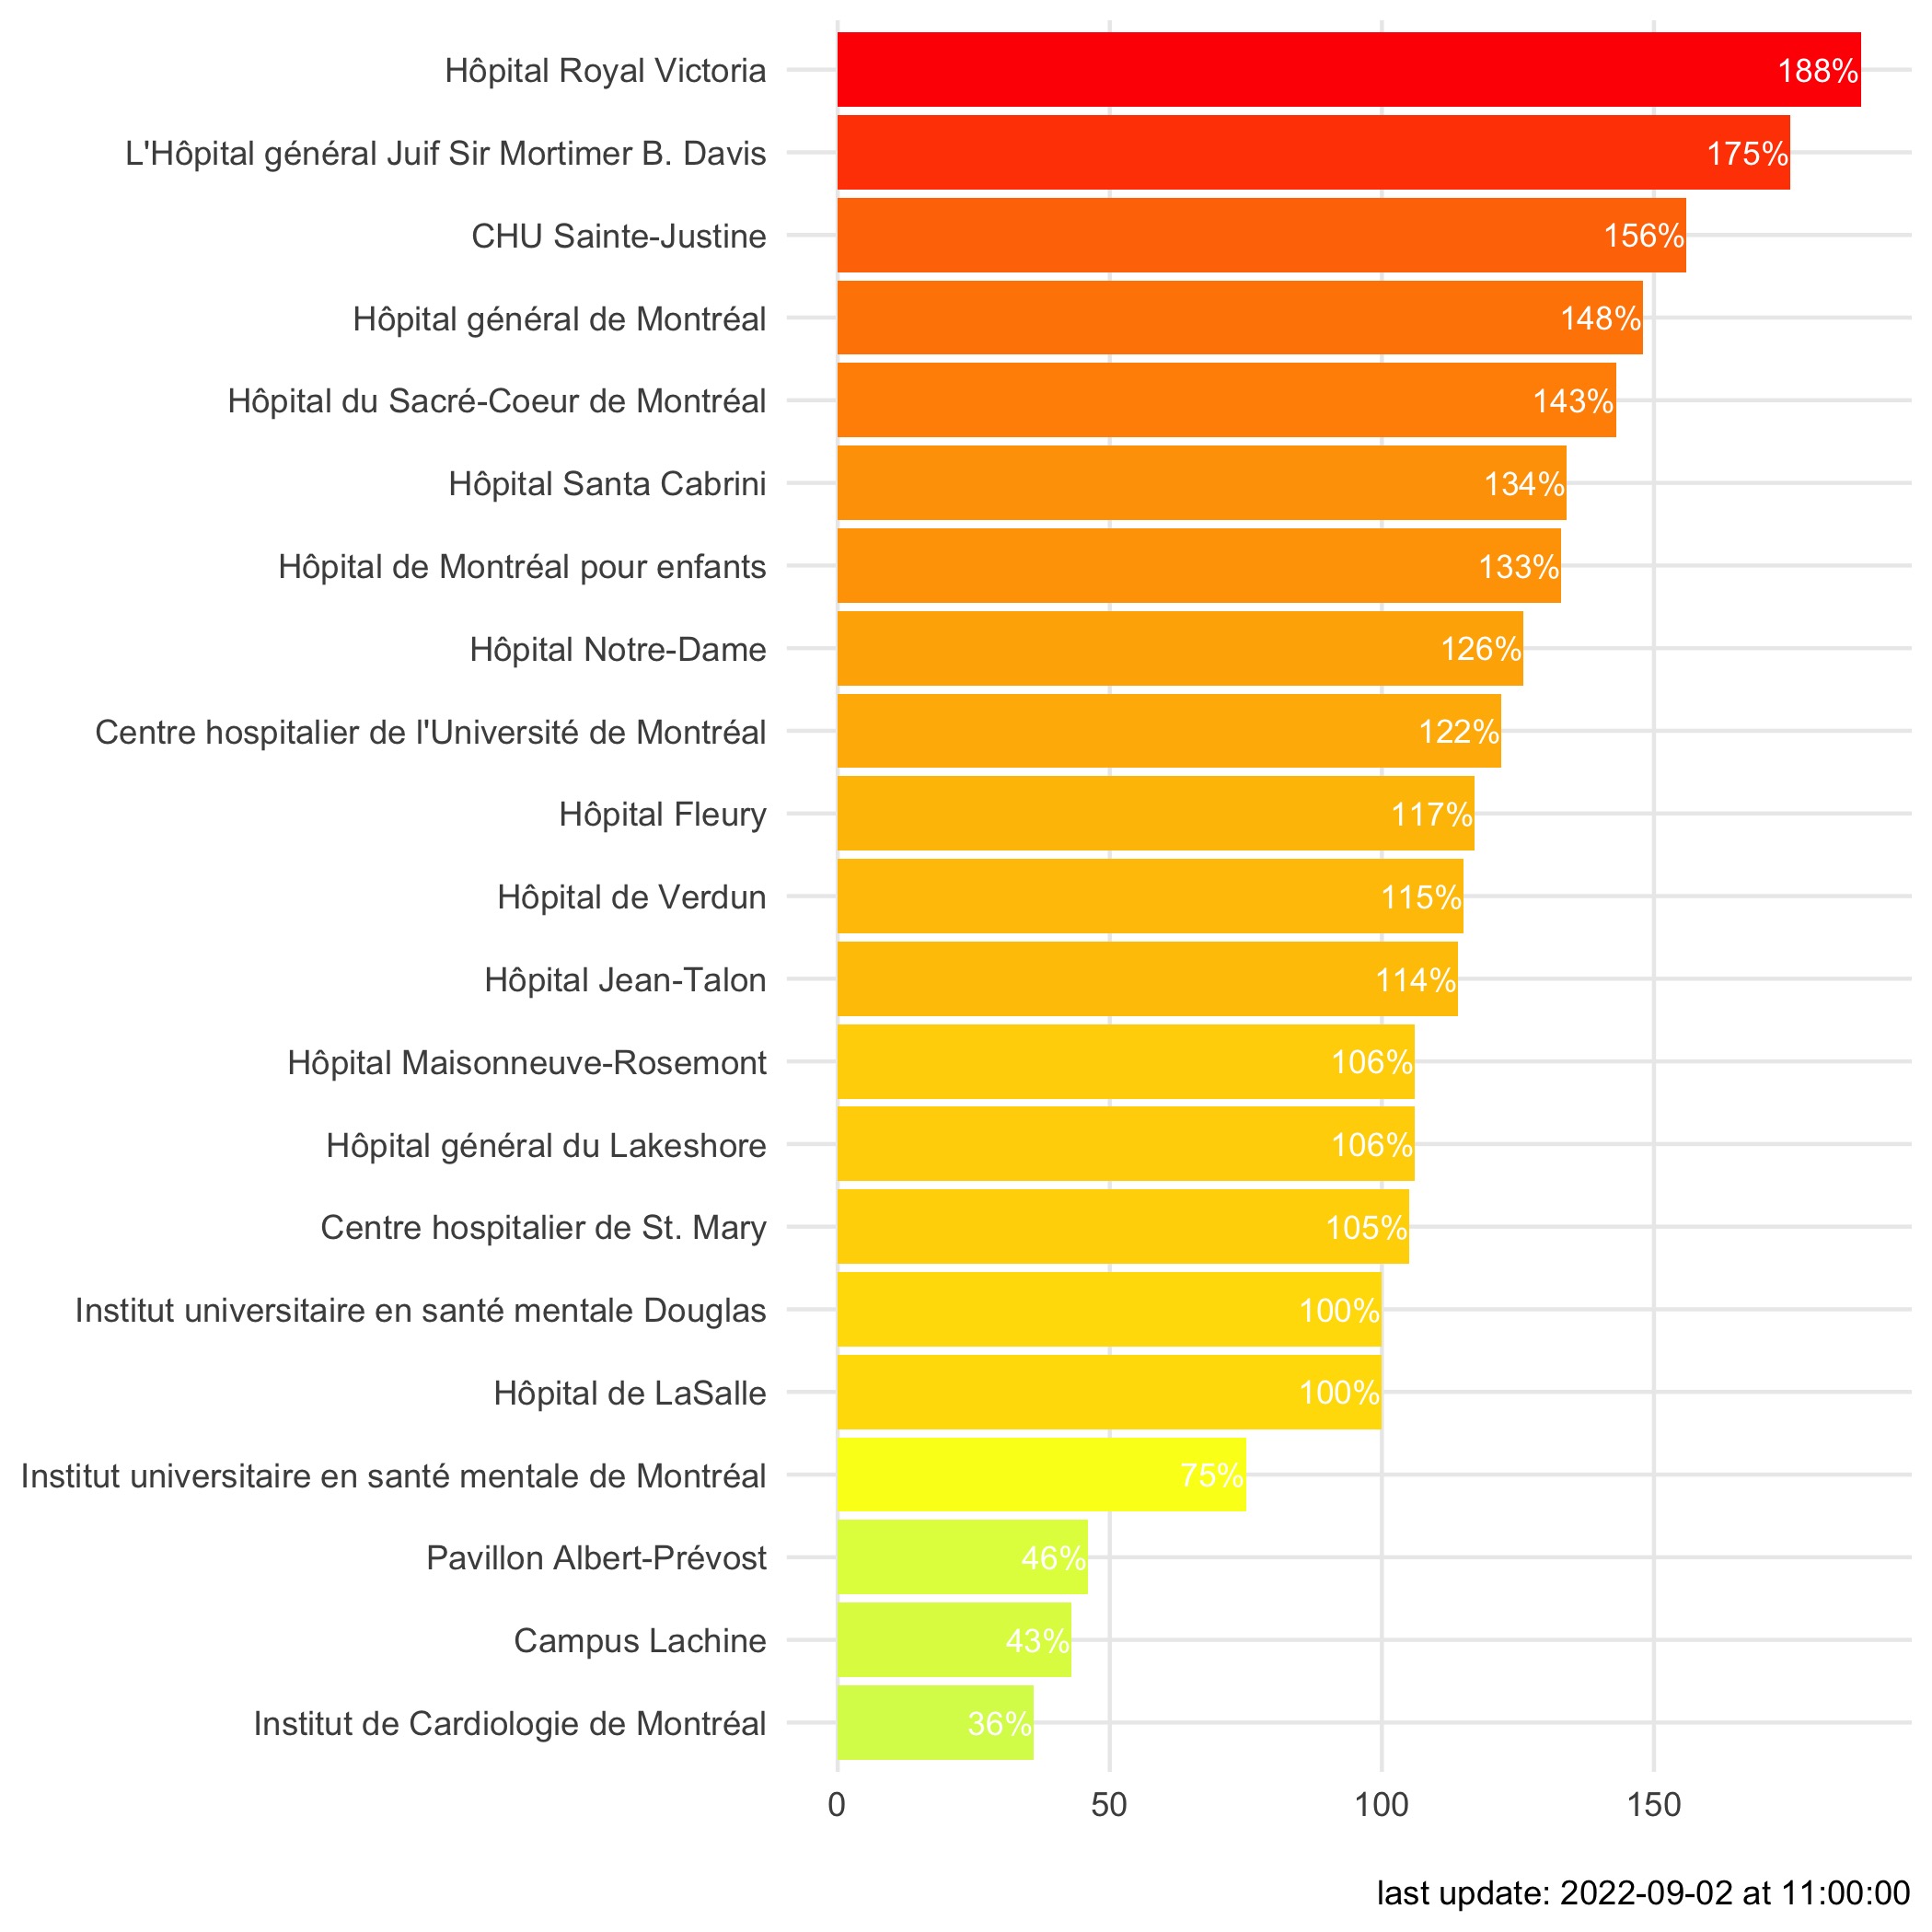 Hôpital Royal Victoria 188%
L'Hôpital général Juif Sir Mortimer B. Davis 175%
CHU Sainte-Justine 156%
Hôpital général de Montréal 148%
Hôpital du Sacré-Coeur de Montréal 143%
Hôpital Santa Cabrini 134%
Hôpital de Montréal pour enfants 133%
Hôpital Notre-Dame 126%
Centre hospitalier de l'Université de Montréal 122%
Hôpital Fleury 117%
Hôpital de Verdun 115%
Hôpital Jean-Talon 114%
Hôpital Maisonneuve-Rosemont 106%
Hôpital général du Lakeshore 106%
Centre hospitalier de St. Mary 105%
Institut universitaire en santé mentale Douglas 100%
Hôpital de LaSalle 100%
Institut universitaire en santé mentale de Montréal 75%
Pavillon Albert-Prévost 46%
Campus Lachine 43%
Institut de Cardiologie de Montréal 36%
0 50 100 150
last update: 2022-09-02 at 11:00:00